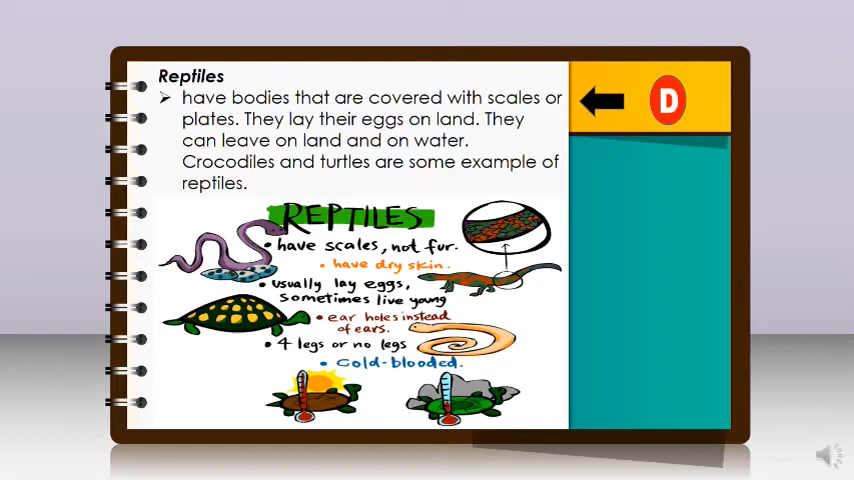 Reptiles
➢ have bodies that are covered with scales or
plates. They lay their eggs on land. They
can leave on land and on water.
Crocodiles and turtles are some example of
reptiles.
D
REPTILES
• have scales, not fur.
• have dry skin.
• usually lay eggs,
sometimes live young
• ear holes instead
of ears.
• 4 legs or no legs
• cold-blooded.